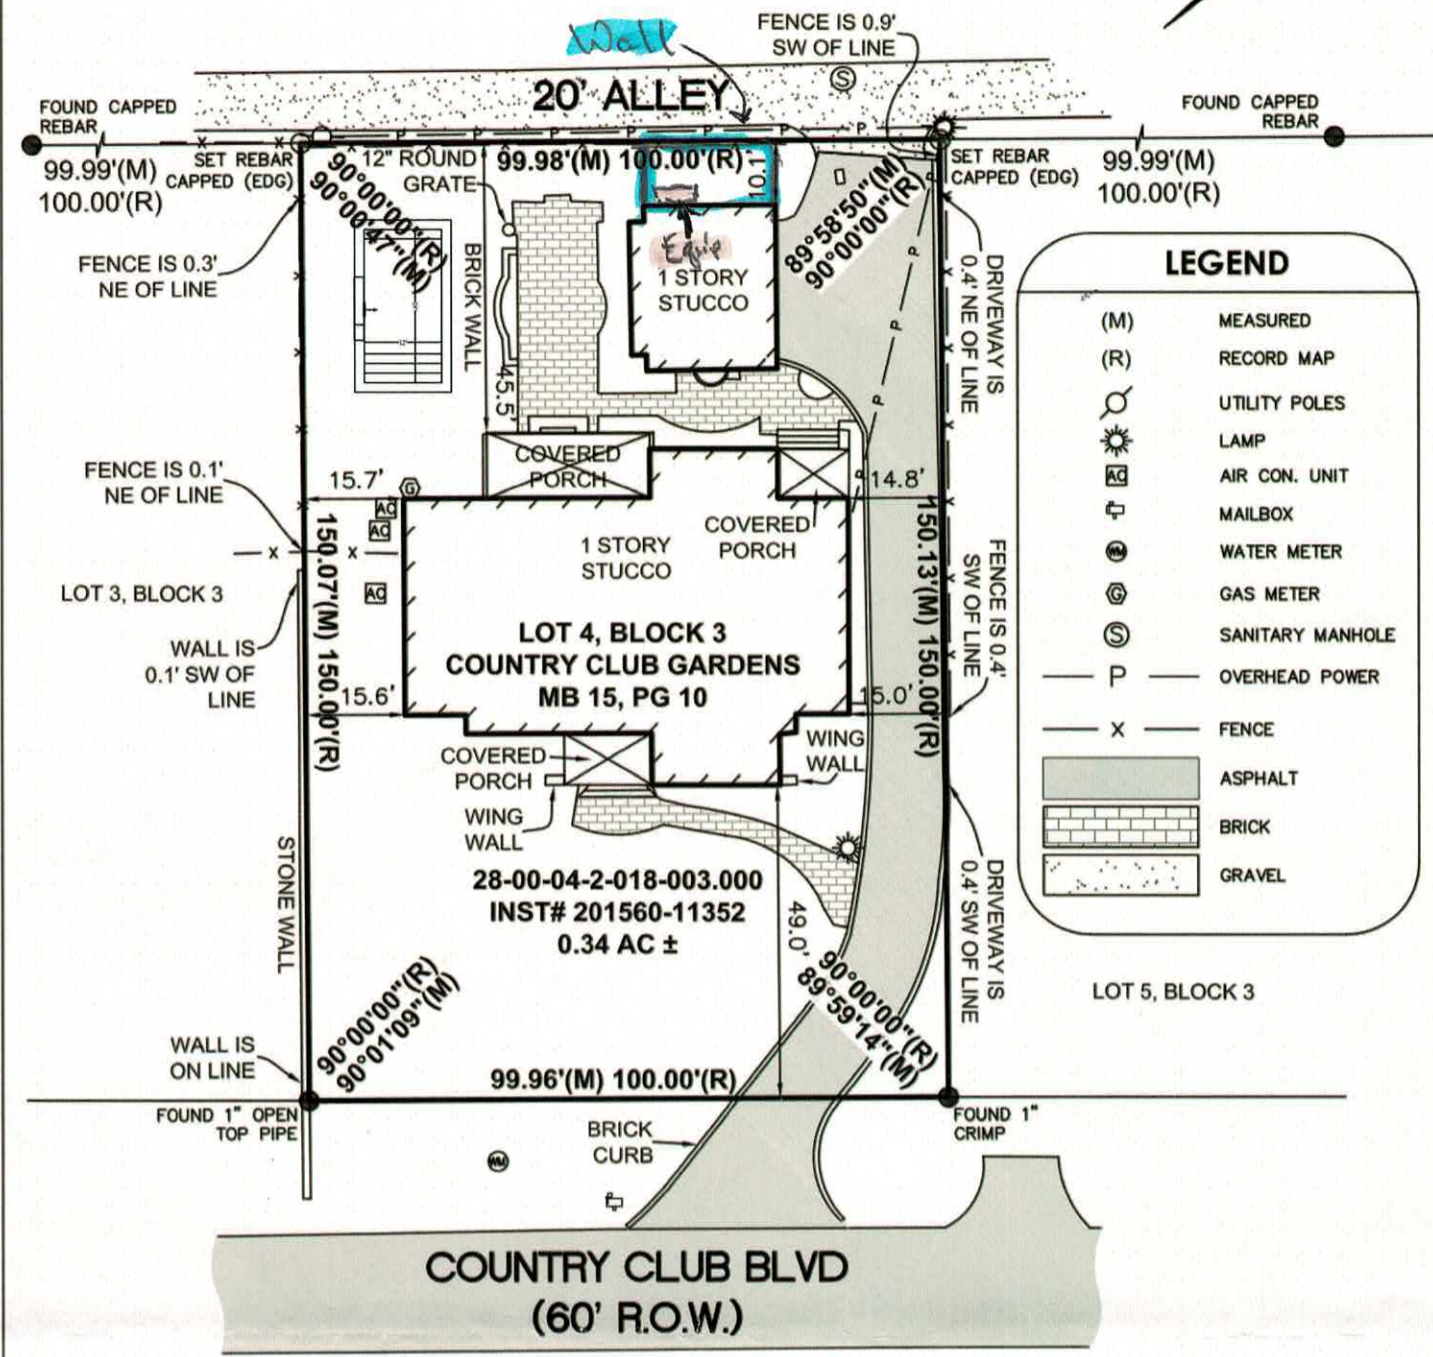 Wall
FENCE IS 0.9'
SW OF LINE
S
20' ALLEY
FOUND CAPPED
REBAR
FOUND CAPPED
REBAR
99.99'(M)
100.00'(R)
SET REBAR
CAPPED (EDG)
12" ROUND
GRATE
99.98'(M) 100.00'(R)
10.1'
SET REBAR
CAPPED (EDG)
99.99'(M)
100.00'(R)
90°00'00"(R)
90°00'47"(M)
89°58'50"(M)
90°00'00"(R)
Equip
1 STORY
STUCCO
FENCE IS 0.3'
NE OF LINE
BRICK WALL
45.5'
DRIVEWAY IS
0.4' NE OF LINE
LEGEND
(M) MEASURED
(R) RECORD MAP
UTILITY POLES
LAMP
AC AIR CON. UNIT
MAILBOX
WM WATER METER
G GAS METER
S SANITARY MANHOLE
P OVERHEAD POWER
X FENCE
ASPHALT
BRICK
GRAVEL
COVERED
PORCH
FENCE IS 0.1'
NE OF LINE
15.7'
G
AC
AC
AC
14.8'
COVERED
PORCH
1 STORY
STUCCO
150.07'(M) 150.00'(R)
150.13'(M) 150.00'(R)
FENCE IS 0.4'
SW OF LINE
LOT 3, BLOCK 3
LOT 4, BLOCK 3
COUNTRY CLUB GARDENS
MB 15, PG 10
WALL IS
0.1' SW OF
LINE
15.6'
15.0'
COVERED
PORCH
WING
WALL
WING
WALL
STONE WALL
28-00-04-2-018-003.000
INST# 201560-11352
0.34 AC ±
49.0'
DRIVEWAY IS
0.4' SW OF LINE
90°00'00"(R)
90°01'09"(M)
90°00'00"(R)
89°59'14"(M)
LOT 5, BLOCK 3
WALL IS
ON LINE
99.96'(M) 100.00'(R)
FOUND 1" OPEN
TOP PIPE
FOUND 1"
CRIMP
BRICK
CURB
WM
COUNTRY CLUB BLVD
(60' R.O.W.)